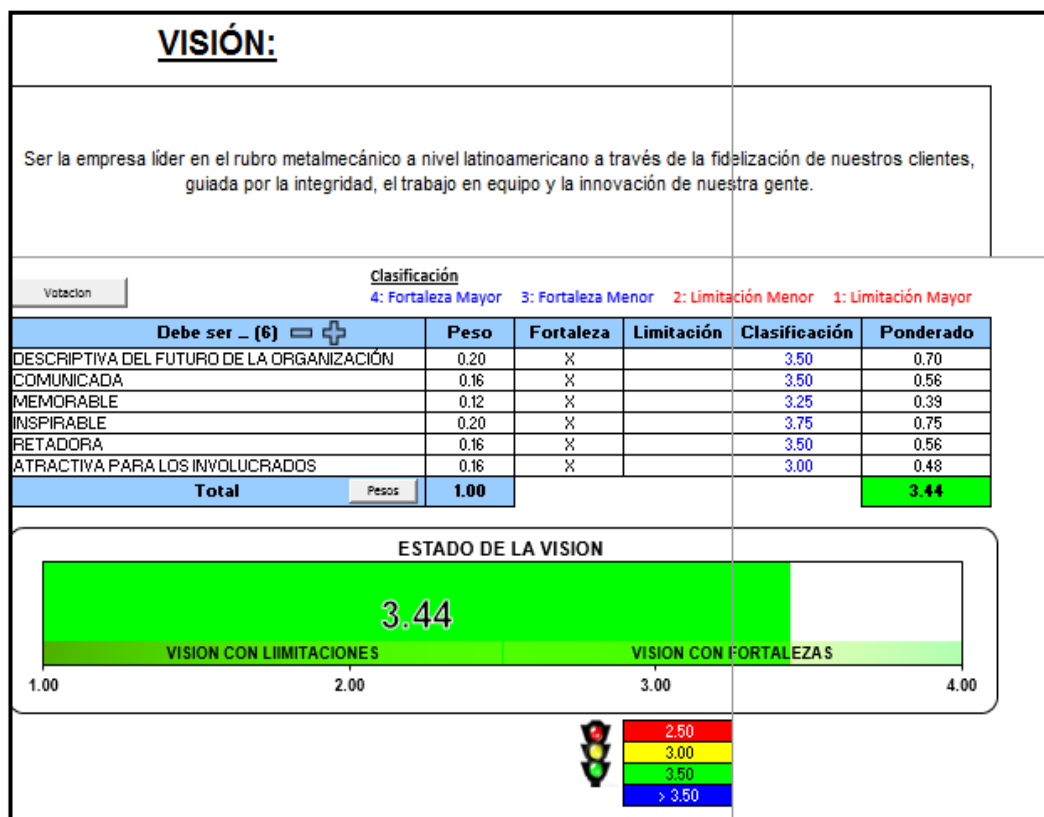 VISIÓN:
Ser la empresa líder en el rubro metalmecánico a nivel latinoamericano a través de la fidelización de nuestros clientes,
guiada por la integridad, el trabajo en equipo y la innovación de nuestra gente.
Votacion
Clasificación
4: Fortaleza Mayor 3: Fortaleza Menor 2: Limitación Menor 1: Limitación Mayor
Debe ser _ (6) Peso Fortaleza Limitación Clasificación Ponderado
DESCRIPTIVA DEL FUTURO DE LA ORGANIZACIÓN 0.20 X 3.50 0.70
COMUNICADA 0.16 X 3.50 0.56
MEMORABLE 0.12 X 3.25 0.39
INSPIRABLE 0.20 X 3.75 0.75
RETADORA 0.16 X 3.50 0.56
ATRACTIVA PARA LOS INVOLUCRADOS 0.16 X 3.00 0.48
Total Pesos 1.00 3.44
ESTADO DE LA VISION
3.44
VISION CON LIIMITACIONES VISION CON FORTALEZAS
1.00 2.00 3.00 4.00
2.50
3.00
3.50
> 3.50